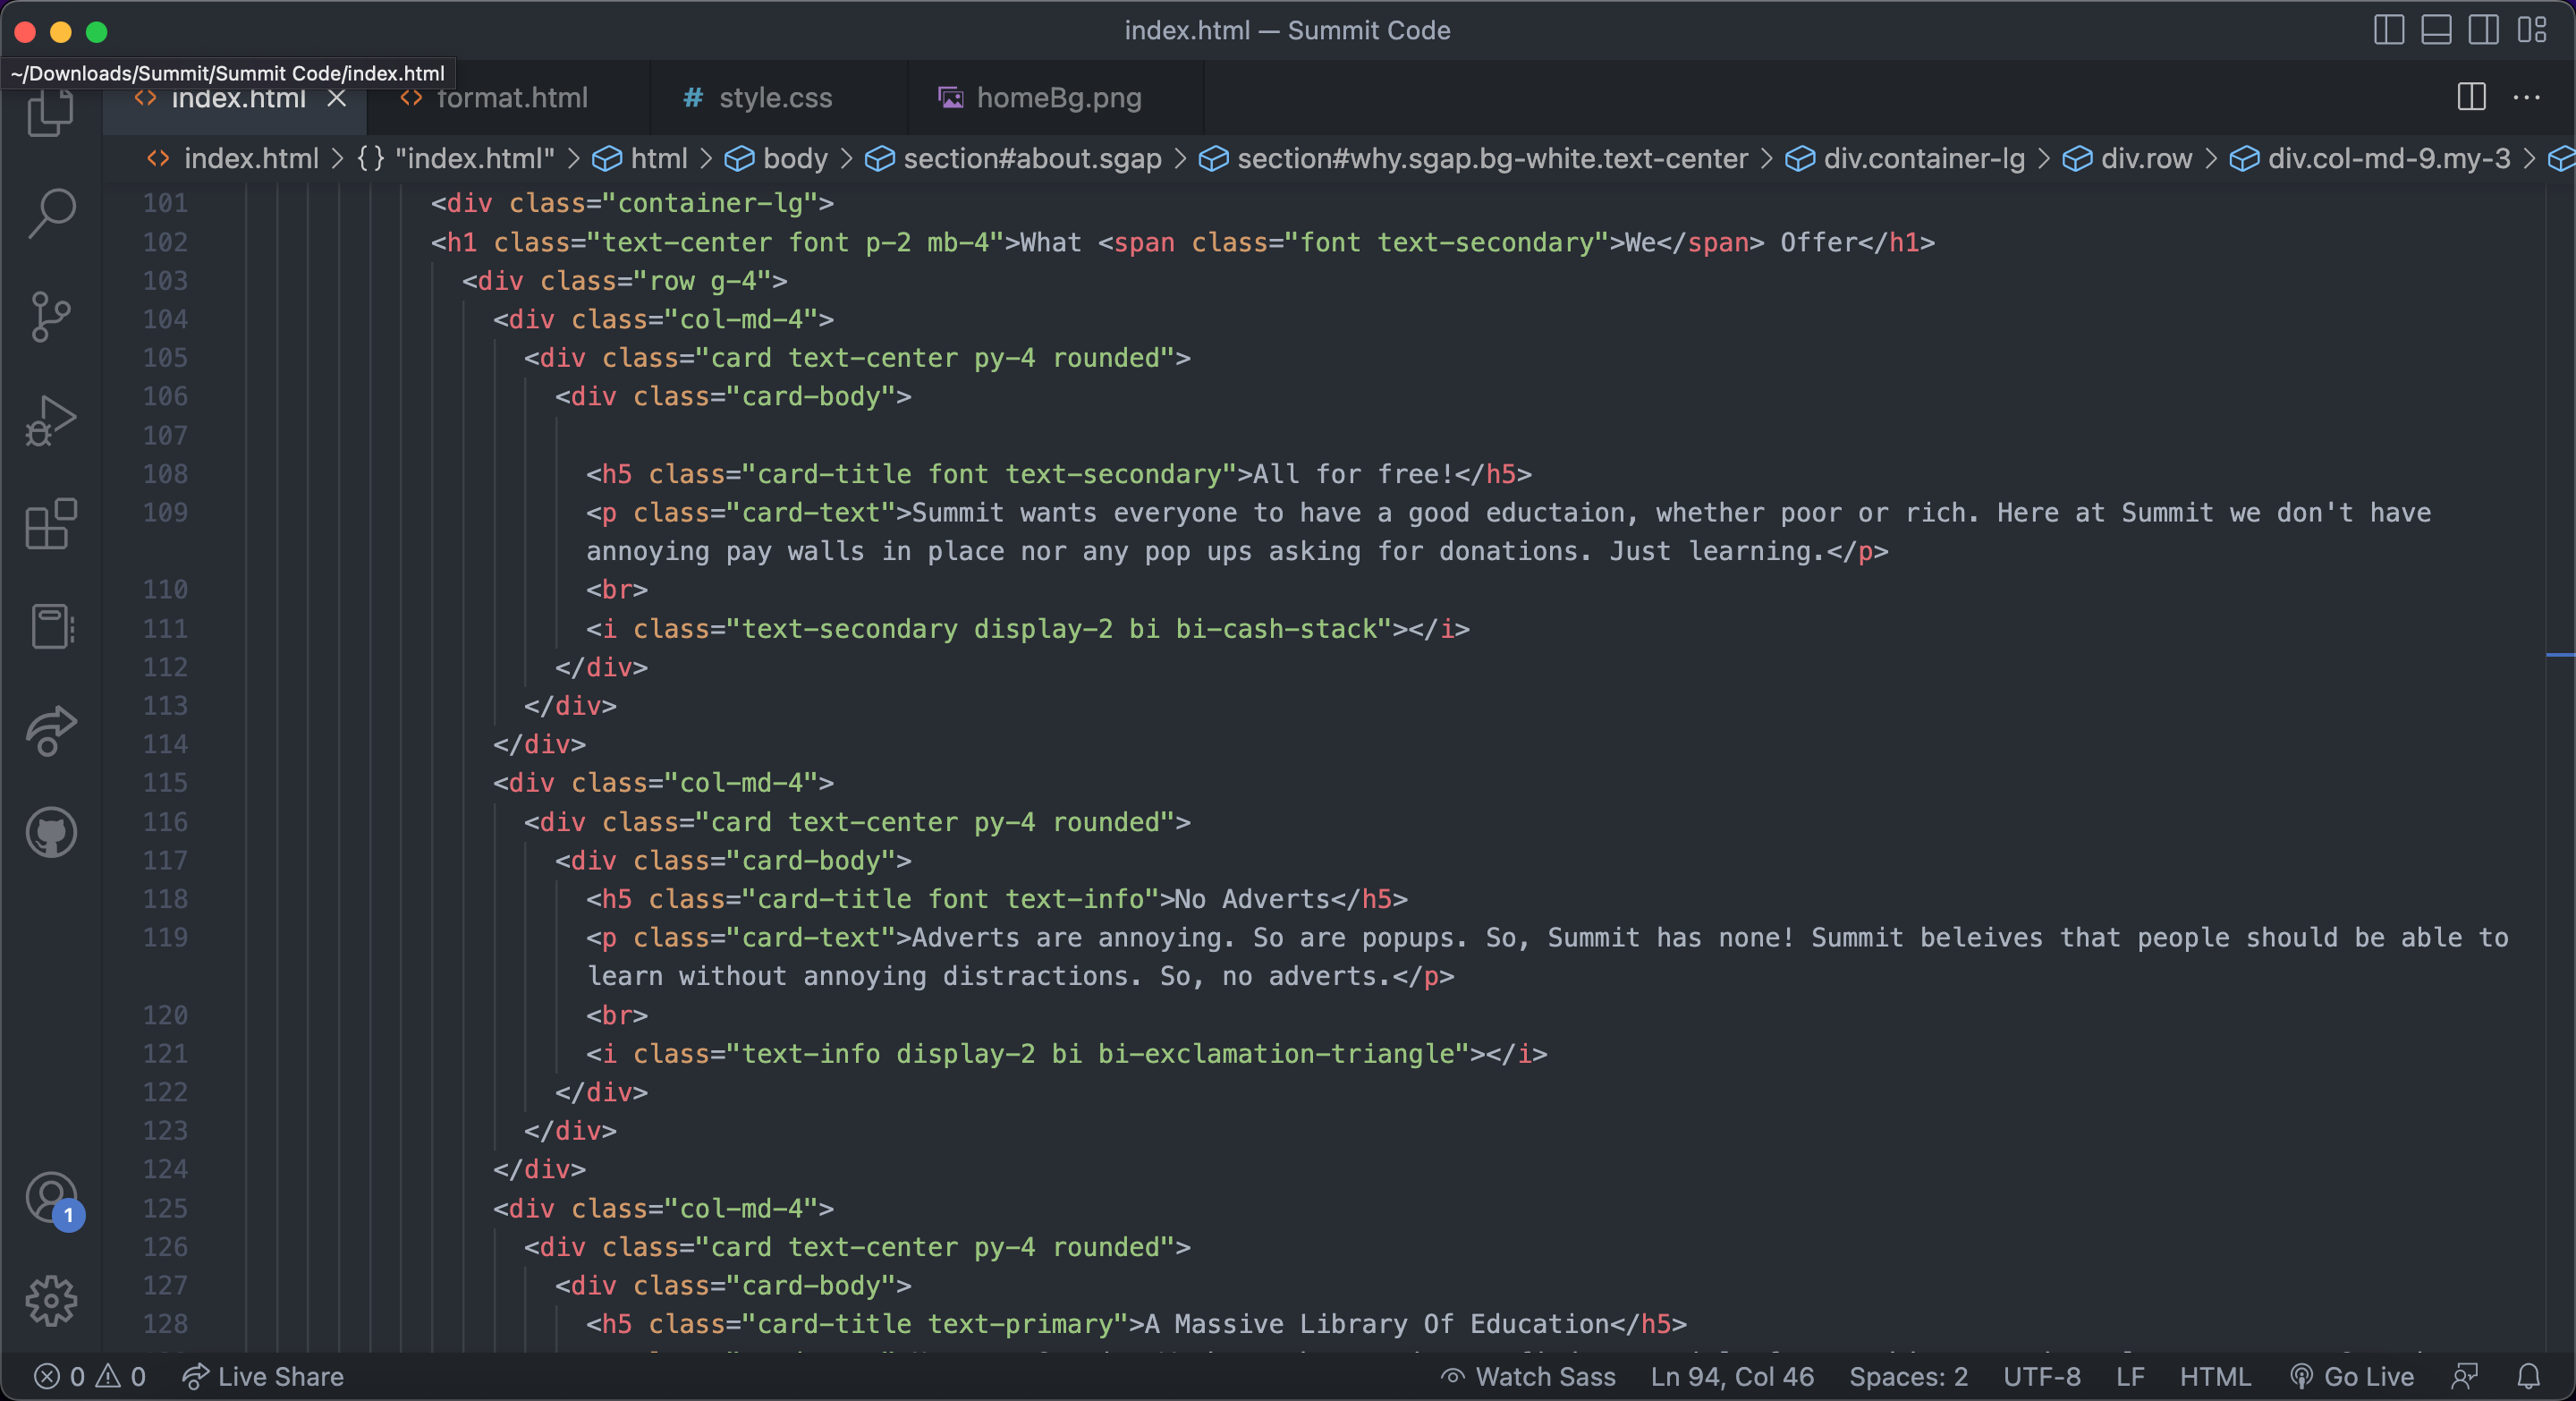 index.html — Summit Code
~/Downloads/Summit/Summit Code/index.html
index.html format.html # style.css homeBg.png
index.html > {} "index.html" > html > body > section#about.sgap > section#why.sgap.bg-white.text-center > div.container-lg > div.row > div.col-md-9.my-3 >
101 <div class="container-lg">
102 <h1 class="text-center font p-2 mb-4">What <span class="font text-secondary">We</span> Offer</h1>
103 <div class="row g-4">
104 <div class="col-md-4">
105 <div class="card text-center py-4 rounded">
106 <div class="card-body">
107
108 <h5 class="card-title font text-secondary">All for free!</h5>
109 <p class="card-text">Summit wants everyone to have a good eductaion, whether poor or rich. Here at Summit we don't have
annoying pay walls in place nor any pop ups asking for donations. Just learning.</p>
110 <br>
111 <i class="text-secondary display-2 bi bi-cash-stack"></i>
112 </div>
113 </div>
114 </div>
115 <div class="col-md-4">
116 <div class="card text-center py-4 rounded">
117 <div class="card-body">
118 <h5 class="card-title font text-info">No Adverts</h5>
119 <p class="card-text">Adverts are annoying. So are popups. So, Summit has none! Summit beleives that people should be able to
learn without annoying distractions. So, no adverts.</p>
120 <br>
121 <i class="text-info display-2 bi bi-exclamation-triangle"></i>
122 </div>
123 </div>
124 </div>
125 <div class="col-md-4">
126 <div class="card text-center py-4 rounded">
127 <div class="card-body">
128 <h5 class="card-title text-primary">A Massive Library Of Education</h5>
1
0 0 Live Share Watch Sass Ln 94, Col 46 Spaces: 2 UTF-8 LF HTML Go Live